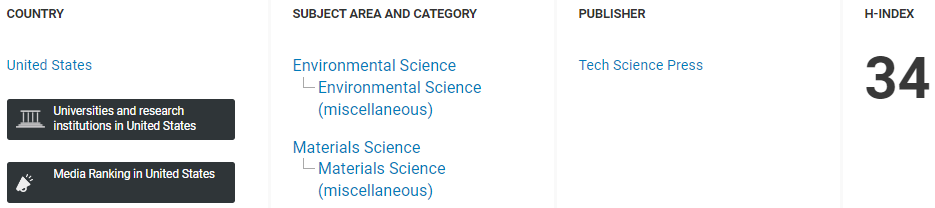 COUNTRY
United States
Universities and research
institutions in United States
Media Ranking in United States
SUBJECT AREA AND CATEGORY
Environmental Science
Environmental Science
(miscellaneous)
Materials Science
Materials Science
(miscellaneous)
PUBLISHER
Tech Science Press
H-INDEX
34